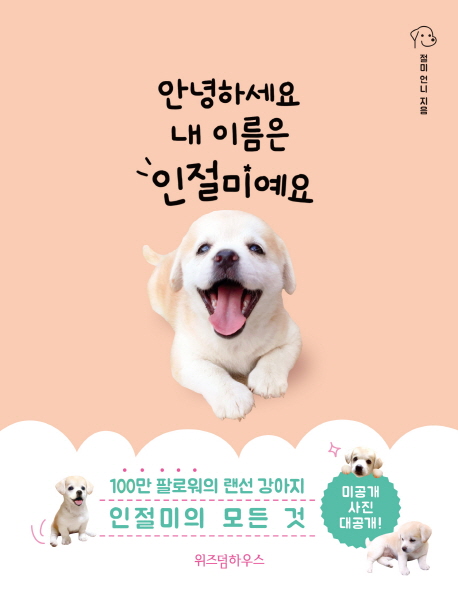 절미 언니 지음
안녕하세요
내 이름은
인절미예요
100만 팔로워의 랜선 강아지
인절미의 모든 것
미공개
사진
대공개!
위즈덤하우스